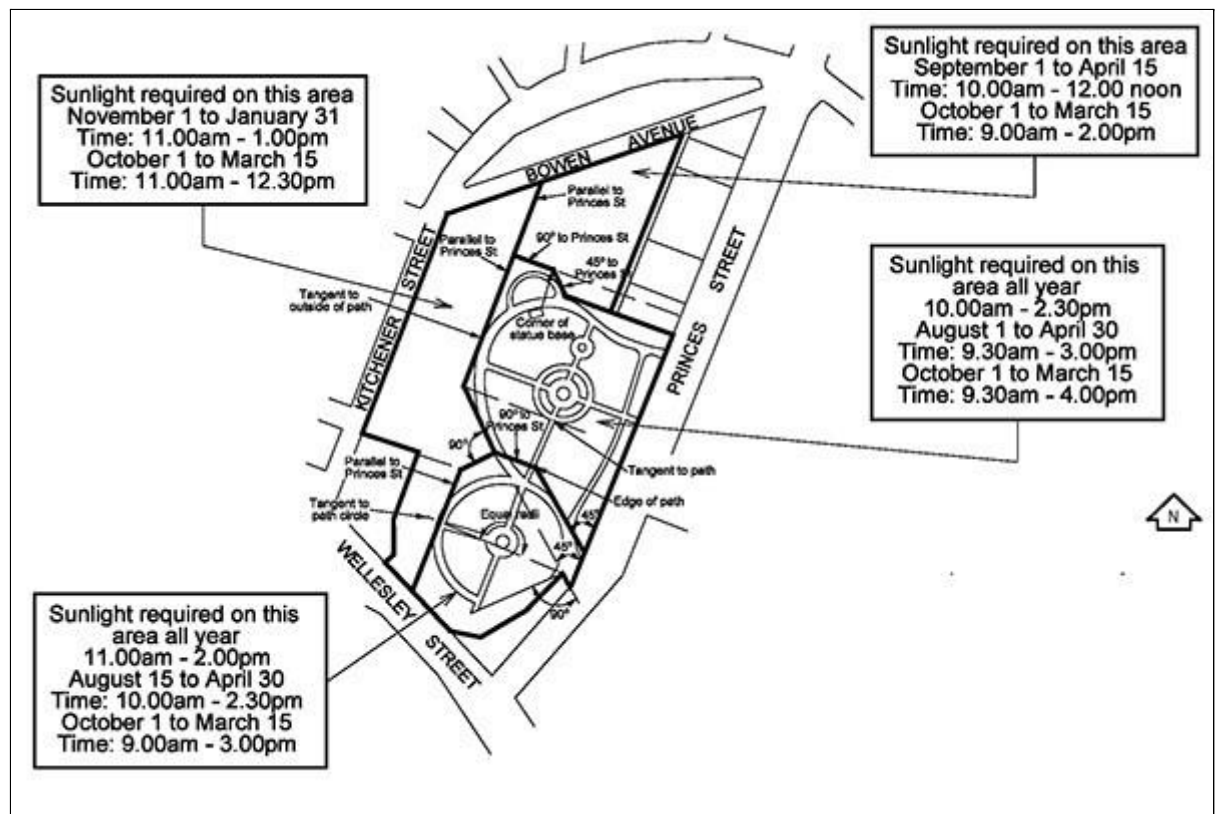 Sunlight required on this area
November 1 to January 31
Time: 11.00am - 1.00pm
October 1 to March 15
Time: 11.00am - 12.30pm
Sunlight required on this area
September 1 to April 15
Time: 10.00am - 12.00 noon
October 1 to March 15
Time: 9.00am - 2.00pm
BOWEN AVENUE
Parallel to
Princes St
90° to Princes St
Parallel to
Princes St
45° to
Princes St
KITCHENER STREET
Tangent to
outside of path
Corner of
statue base
PRINCES STREET
Sunlight required on this
area all year
10.00am - 2.30pm
August 1 to April 30
Time: 9.30am - 3.00pm
October 1 to March 15
Time: 9.30am - 4.00pm
90° to
Princes St
90°
Parallel to
Princes St
Tangent to path
Tangent to
path circle
Edge of path
45°
45°
90°
N
WELLESLEY STREET
Sunlight required on this
area all year
11.00am - 2.00pm
August 15 to April 30
Time: 10.00am - 2.30pm
October 1 to March 15
Time: 9.00am - 3.00pm